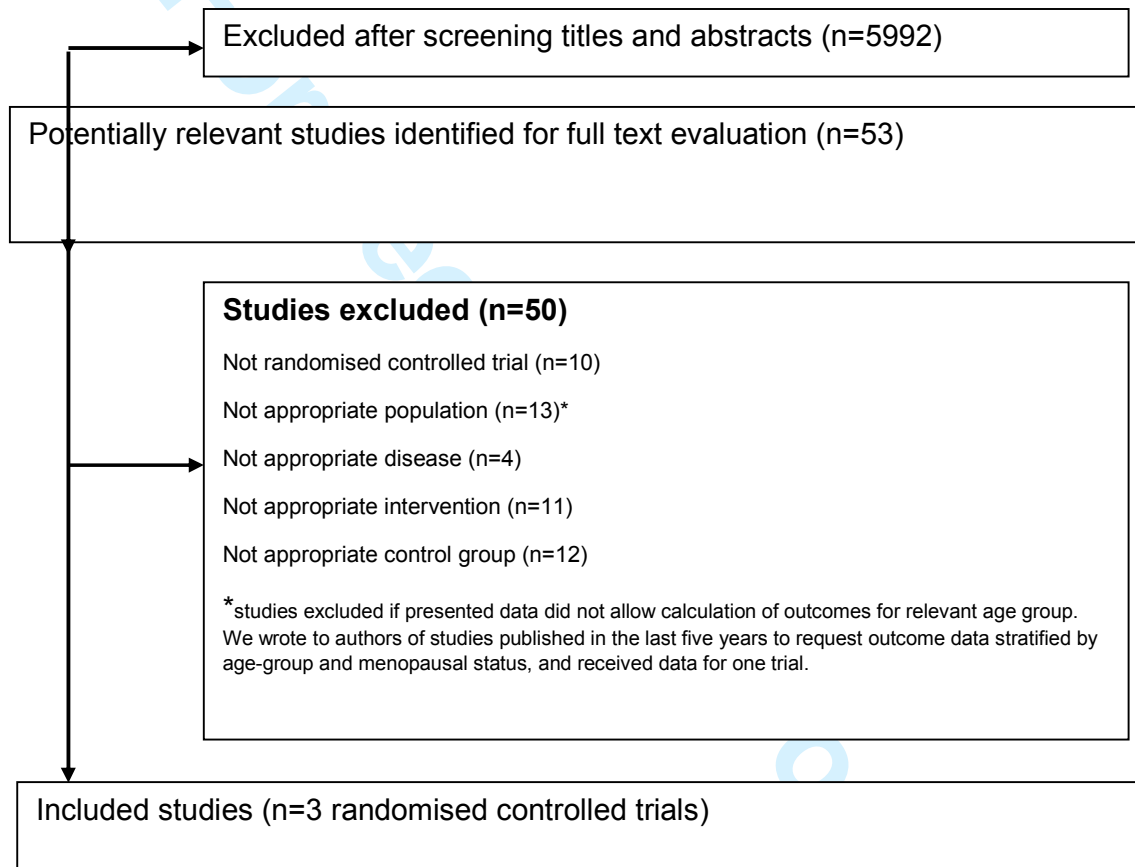 Excluded after screening titles and abstracts (n=5992)
Potentially relevant studies identified for full text evaluation (n=53)
Studies excluded (n=50)
Not randomised controlled trial (n=10)
Not appropriate population (n=13)*
Not appropriate disease (n=4)
Not appropriate intervention (n=11)
Not appropriate control group (n=12)
*studies excluded if presented data did not allow calculation of outcomes for relevant age group.
We wrote to authors of studies published in the last five years to request outcome data stratified by
age-group and menopausal status, and received data for one trial.
Included studies (n=3 randomised controlled trials)